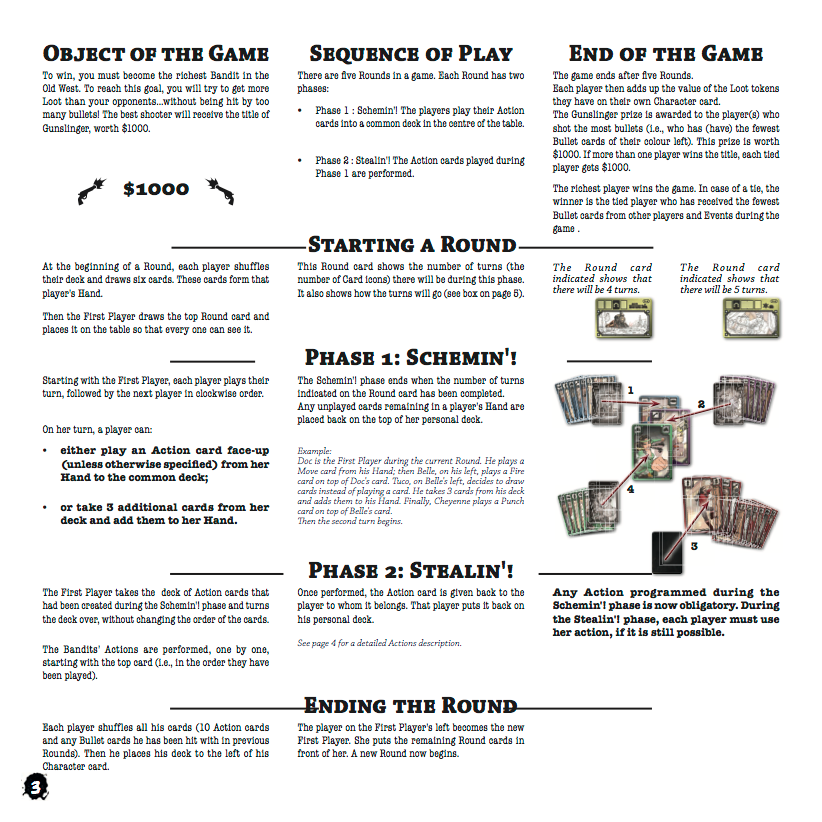 OBJECT OF THE GAME
To win, you must become the richest Bandit in the
Old West. To reach this goal, you will try to get more
Loot than your opponents...without being hit by too
many bullets! The best shooter will receive the title of
Gunslinger, worth $1000.
$1000
SEQUENCE OF PLAY
There are five Rounds in a game. Each Round has two
phases:
• Phase 1 : Schemin'! The players play their Action
cards into a common deck in the centre of the table.
• Phase 2 : Stealin'! The Action cards played during
Phase 1 are performed.
END OF THE GAME
The game ends after five Rounds.
Each player then adds up the value of the Loot tokens
they have on their own Character card.
The Gunslinger prize is awarded to the player(s) who
shot the most bullets (i.e., who has (have) the fewest
Bullet cards of their colour left). This prize is worth
$1000. If more than one player wins the title, each tied
player gets $1000.
The richest player wins the game. In case of a tie, the
winner is the tied player who has received the fewest
Bullet cards from other players and Events during the
game .
STARTING A ROUND
At the beginning of a Round, each player shuffles
their deck and draws six cards. These cards form that
player's Hand.
Then the First Player draws the top Round card and
places it on the table so that every one can see it.
This Round card shows the number of turns (the
number of Card icons) there will be during this phase.
It also shows how the turns will go (see box on page 5).
The Round card
indicated shows that
there will be 4 turns.
The Round card
indicated shows that
there will be 5 turns.
PHASE 1: SCHEMIN'!
Starting with the First Player, each player plays their
turn, followed by the next player in clockwise order.
On her turn, a player can:
• either play an Action card face-up
(unless otherwise specified) from her
Hand to the common deck;
• or take 3 additional cards from her
deck and add them to her Hand.
The Schemin'! phase ends when the number of turns
indicated on the Round card has been completed.
Any unplayed cards remaining in a player's Hand are
placed back on the top of her personal deck.
Example:
Doc is the First Player during the current Round. He plays a
Move card from his Hand; then Belle, on his left, plays a Fire
card on top of Doc's card. Tuco, on Belle's left, decides to draw
cards instead of playing a card. He takes 3 cards from his deck
and adds them to his Hand. Finally, Cheyenne plays a Punch
card on top of Belle's card.
Then the second turn begins.
1
2
4
3
PHASE 2: STEALIN'!
The First Player takes the deck of Action cards that
had been created during the Schemin'! phase and turns
the deck over, without changing the order of the cards.
The Bandits' Actions are performed, one by one,
starting with the top card (i.e., in the order they have
been played).
Once performed, the Action card is given back to the
player to whom it belongs. That player puts it back on
his personal deck.
See page 4 for a detailed Actions description.
Any Action programmed during the
Schemin'! phase is now obligatory. During
the Stealin'! phase, each player must use
her action, if it is still possible.
ENDING THE ROUND
Each player shuffles all his cards (10 Action cards
and any Bullet cards he has been hit with in previous
Rounds). Then he places his deck to the left of his
Character card.
The player on the First Player's left becomes the new
First Player. She puts the remaining Round cards in
front of her. A new Round now begins.
3